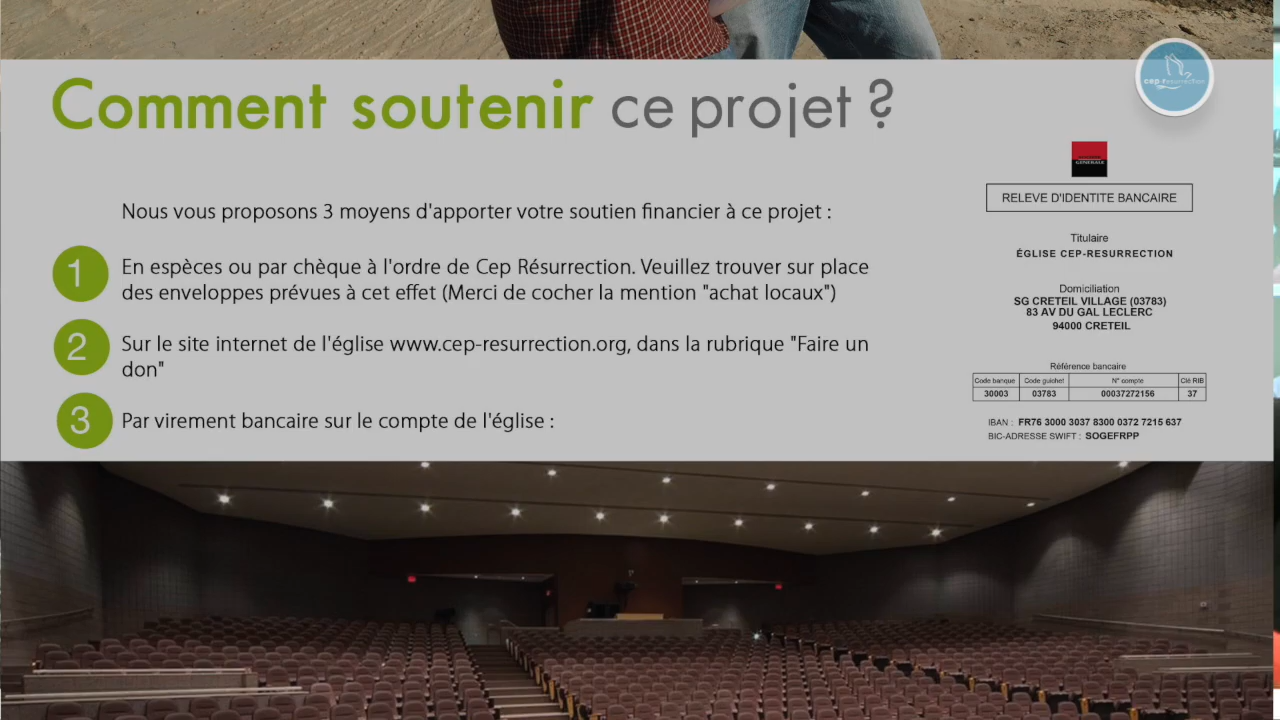 Comment soutenir ce projet ?
cep-resurrection
GENERALE
RELEVE D'IDENTITE BANCAIRE
Nous vous proposons 3 moyens d'apporter votre soutien financier à ce projet :
Titulaire
ÉGLISE CEP-RESURRECTION
1 En espèces ou par chèque à l'ordre de Cep Résurrection. Veuillez trouver sur place
des enveloppes prévues à cet effet (Merci de cocher la mention "achat locaux")
Domiciliation
SG CRETEIL VILLAGE (03783)
83 AV DU GAL LECLERC
94000 CRETEIL
2 Sur le site internet de l'église www.cep-resurrection.org, dans la rubrique "Faire un
don"
Référence bancaire
Code banque Code guichet N° compte Clé RIB
30003 03783 00037272156 37
3 Par virement bancaire sur le compte de l'église :
IBAN : FR76 3000 3037 8300 0372 7215 637
BIC-ADRESSE SWIFT : SOGEFRPP